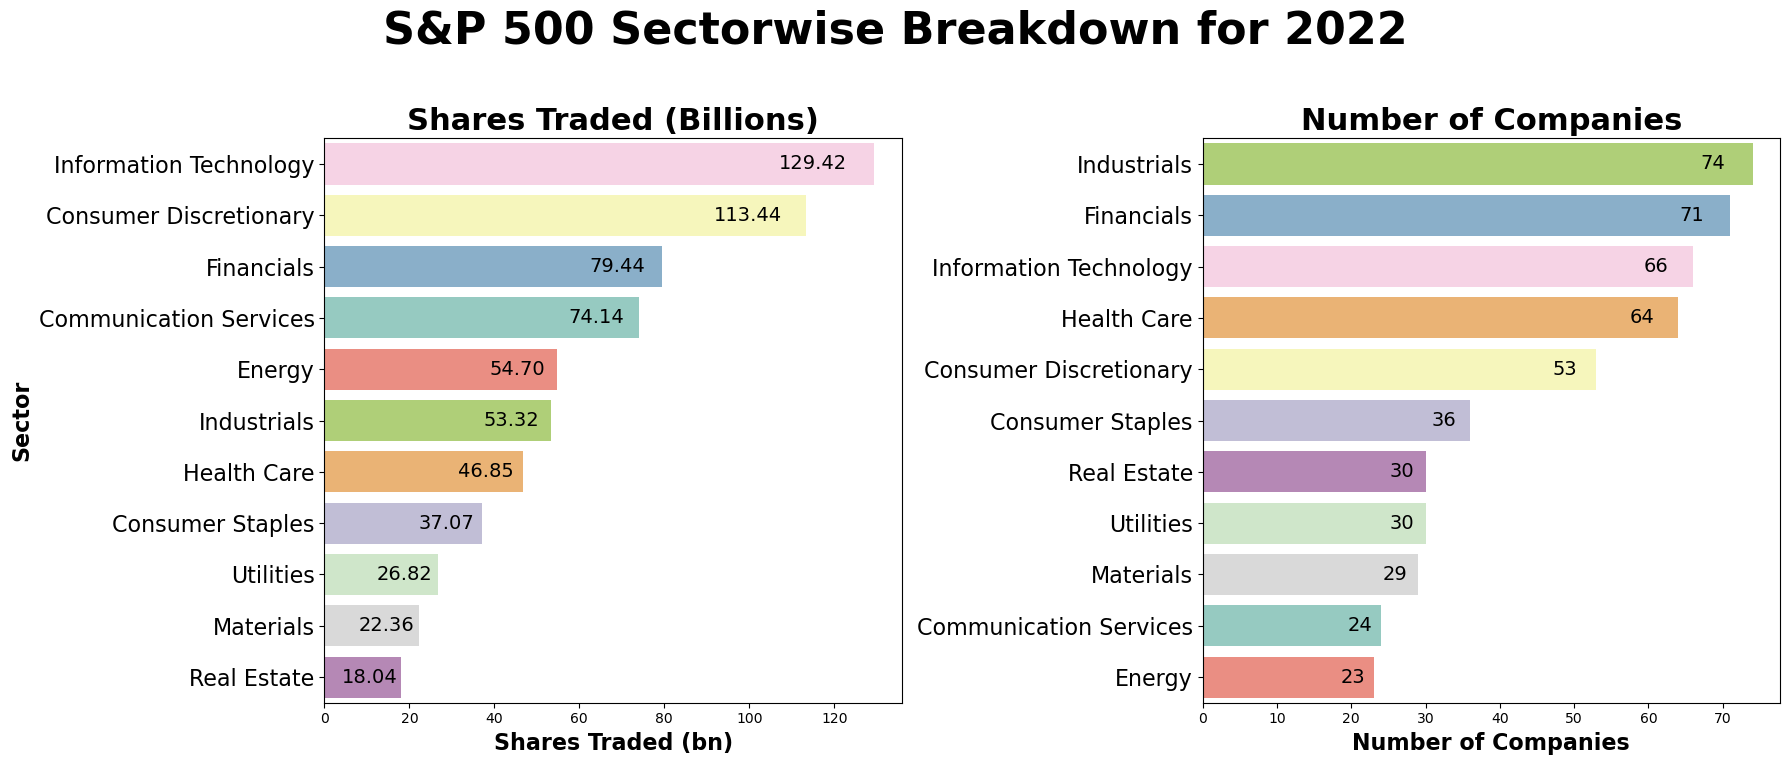 S&P 500 Sectorwise Breakdown for 2022
Shares Traded (Billions)
Sector
Information Technology 129.42
Consumer Discretionary 113.44
Financials 79.44
Communication Services 74.14
Energy 54.70
Industrials 53.32
Health Care 46.85
Consumer Staples 37.07
Utilities 26.82
Materials 22.36
Real Estate 18.04
0 20 40 60 80 100 120
Shares Traded (bn)
Number of Companies
Industrials 74
Financials 71
Information Technology 66
Health Care 64
Consumer Discretionary 53
Consumer Staples 36
Real Estate 30
Utilities 30
Materials 29
Communication Services 24
Energy 23
0 10 20 30 40 50 60 70
Number of Companies